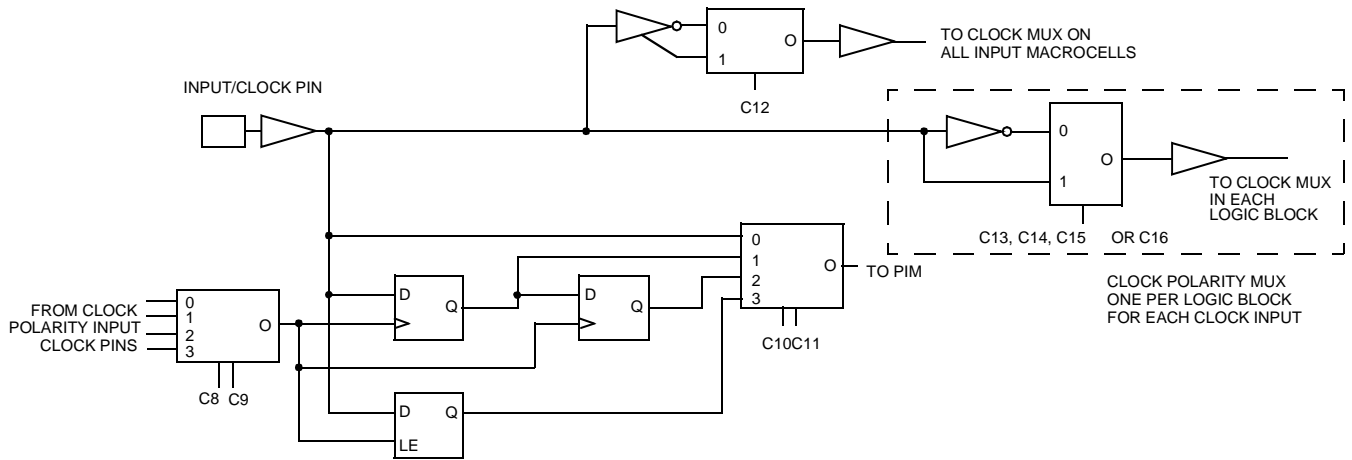 0
1
O
C12
TO CLOCK MUX ON
ALL INPUT MACROCELLS
INPUT/CLOCK PIN
0
1
O
TO CLOCK MUX
IN EACH
LOGIC BLOCK
C13, C14, C15 OR C16
CLOCK POLARITY MUX
ONE PER LOGIC BLOCK
FOR EACH CLOCK INPUT
0
1
2
3
O
TO PIM
C10C11
D
Q
D
Q
FROM CLOCK
POLARITY INPUT
CLOCK PINS
0
1
2
3
O
C8 C9
D Q
LE